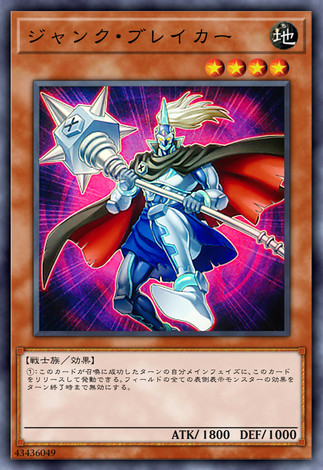 ジャンク・ブレイカー
地
【戦士族／効果】
①:このカードが召喚に成功したターンの自分メインフェイズに、このカード
をリリースして発動できる。フィールドの全ての表側表示モンスターの効果を
ターン終了時まで無効にする。
ATK/1800 DEF/1000
43436049